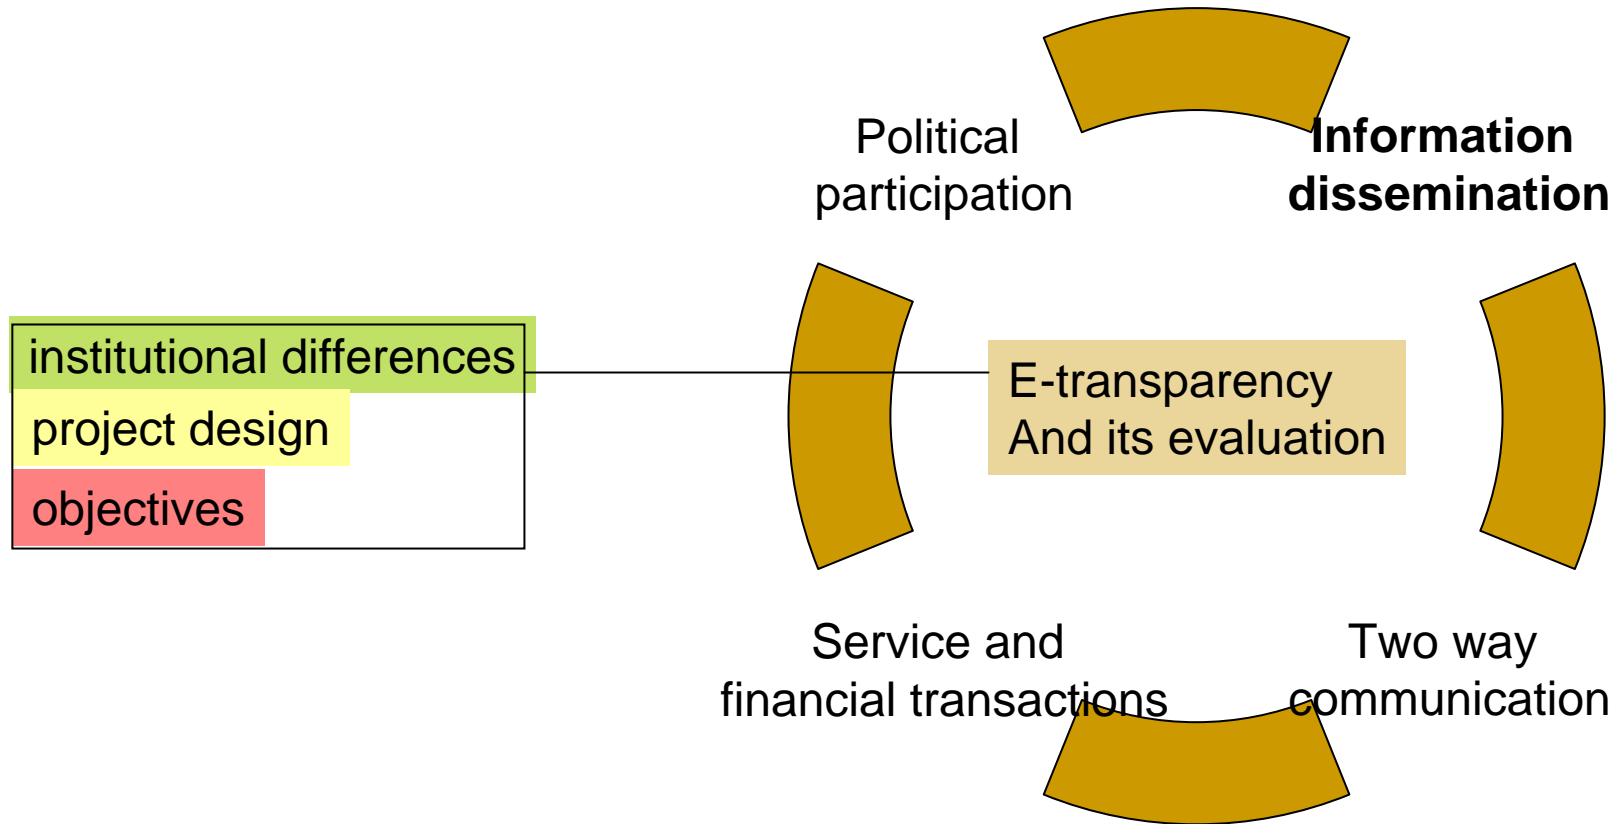 Political
participation
Information
dissemination
institutional differences
project design
objectives
E-transparency
And its evaluation
Service and
financial transactions
Two way
communication